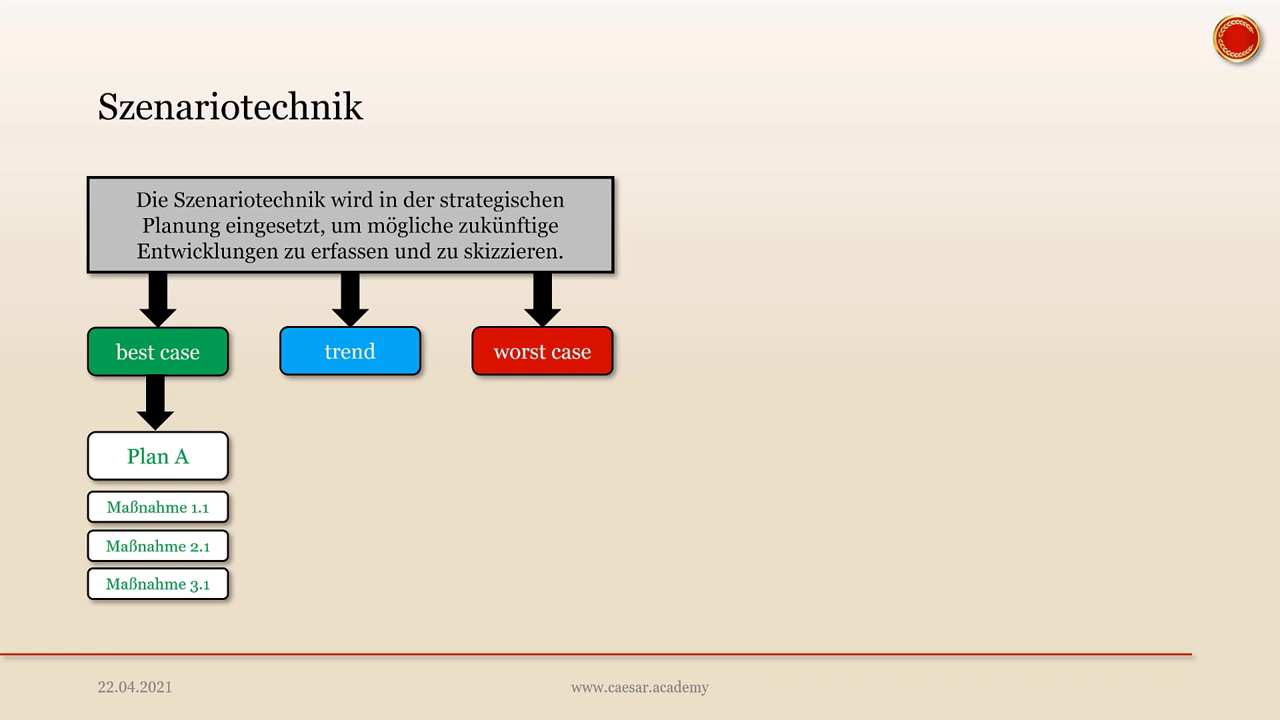 Szenariotechnik
Die Szenariotechnik wird in der strategischen
Planung eingesetzt, um mögliche zukünftige
Entwicklungen zu erfassen und zu skizzieren.
best case
trend
worst case
Plan A
Maßnahme 1.1
Maßnahme 2.1
Maßnahme 3.1
22.04.2021
www.caesar.academy